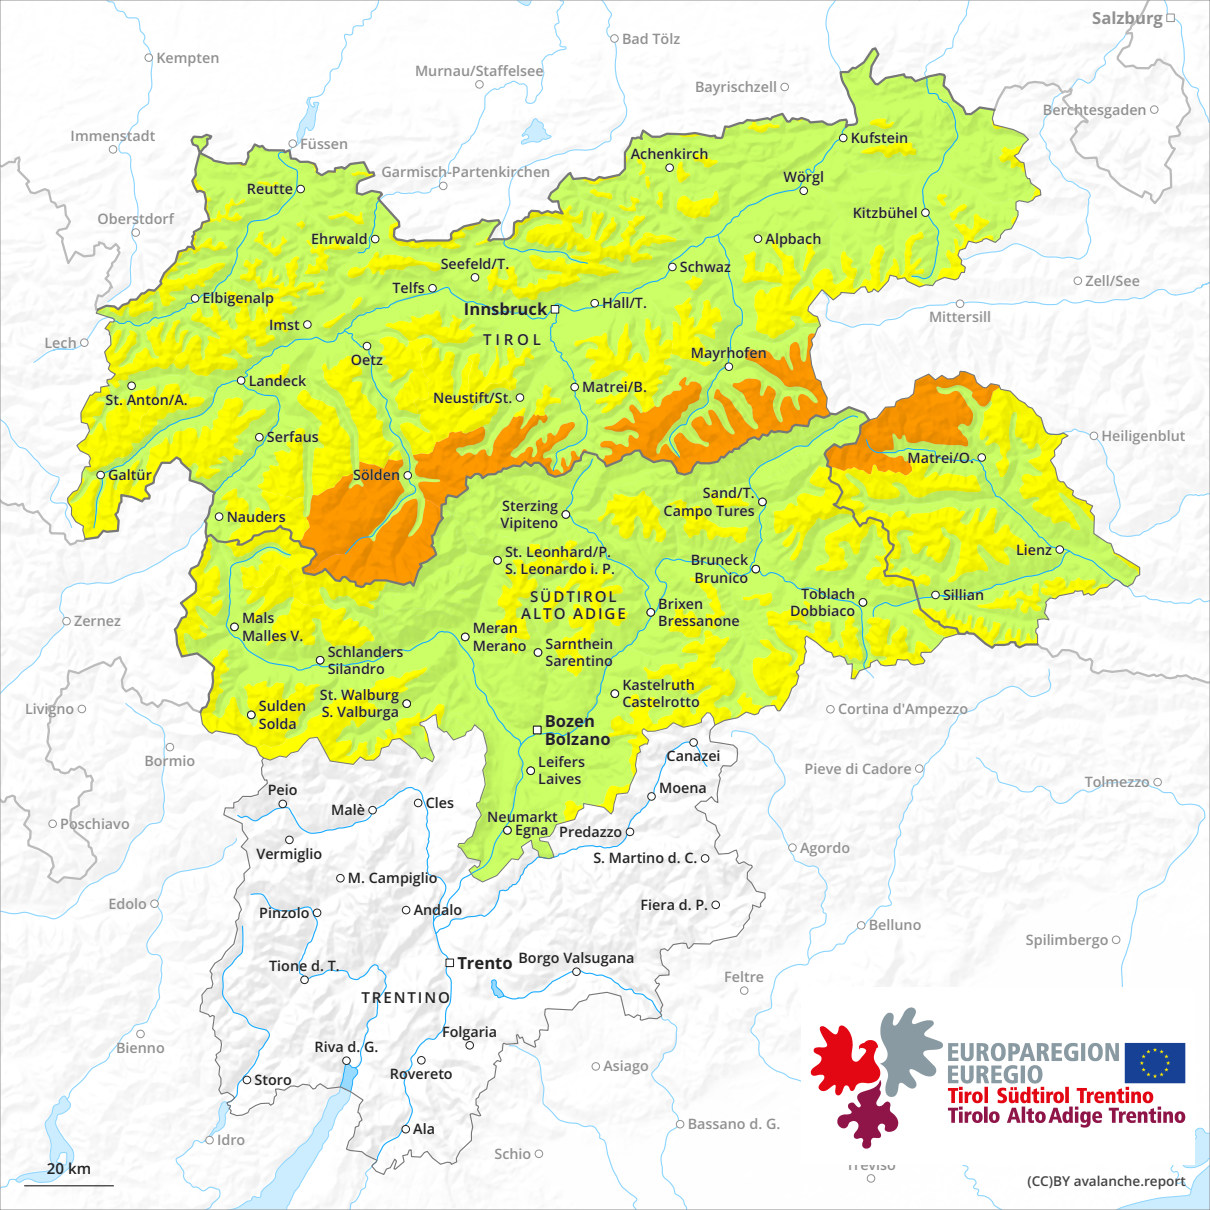 Salzburg
Bad Tölz
Kempten
Murnau/Staffelsee
Bayrischzell
Berchtesgaden
Immenstadt
Füssen
Kufstein
Achenkirch
Garmisch-Partenkirchen
Wörgl
Reutte
Kitzbühel
Oberstdorf
Ehrwald
Alpbach
Seefeld/T.
Schwaz
Zell/See
Telfs
Elbigenalp
Hall/T.
Innsbruck
Mittersill
Imst
TIROL
Lech
Oetz
Mayrhofen
Landeck
Matrei/B.
St. Anton/A.
Neustift/St.
Serfaus
Heiligenblut
Matrei/O.
Galtür
Sölden
Sand/T.
Campo Tures
Sterzing
Vipiteno
Nauders
Lienz
St. Leonhard/P.
S. Leonardo i. P.
Bruneck
Brunico
SÜDTIROL
ALTO ADIGE
Toblach
Dobbiaco
Sillian
Brixen
Bressanone
Zernez
Mals
Malles V.
Meran
Merano
Sarnthein
Sarentino
Schlanders
Silandro
Kastelruth
Castelrotto
St. Walburg
S. Valburga
Livigno
Sulden
Solda
Cortina d'Ampezzo
Bozen
Bolzano
Bormio
Canazei
Leifers
Laives
Pieve di Cadore
Tolmezzo
Peio
Moena
Malè
Cles
Neumarkt
Egna
Predazzo
Poschiavo
Vermiglio
Agordo
S. Martino d. C.
M. Campiglio
Edolo
Pinzolo
Andalo
Fiera d. P.
Belluno
Spilimbergo
Trento
Borgo Valsugana
Tione d. T.
Feltre
TRENTINO
Folgaria
Bienno
Riva d. G.
EUROPAREGION
EUREGIO
Asiago
Rovereto
Storo
Tirol Südtirol Trentino
Tirolo Alto Adige Trentino
Bassano d. G.
Ala
Idro
Schio
Treviso
20 km
(CC)BY avalanche.report